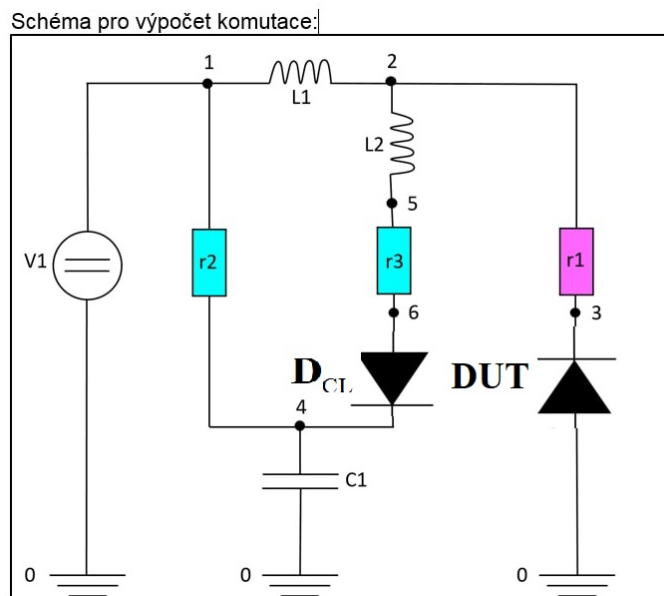 Schéma pro výpočet komutace:
1
2
L1
L2
5
V1
r2
r3
r1
6
3
D_CL
DUT
4
C1
0
0
0